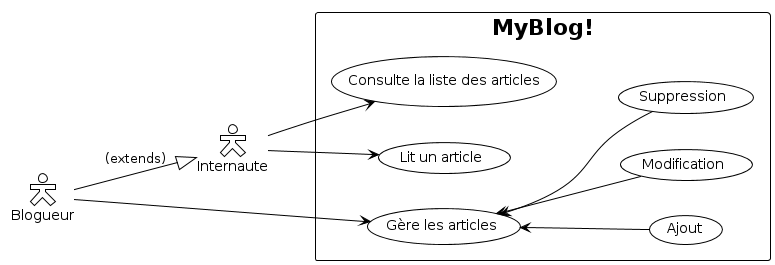 MyBlog!
Consulte la liste des articles
Suppression
(extends)
Internaute
Lit un article
Modification
Blogueur
Gère les articles
Ajout